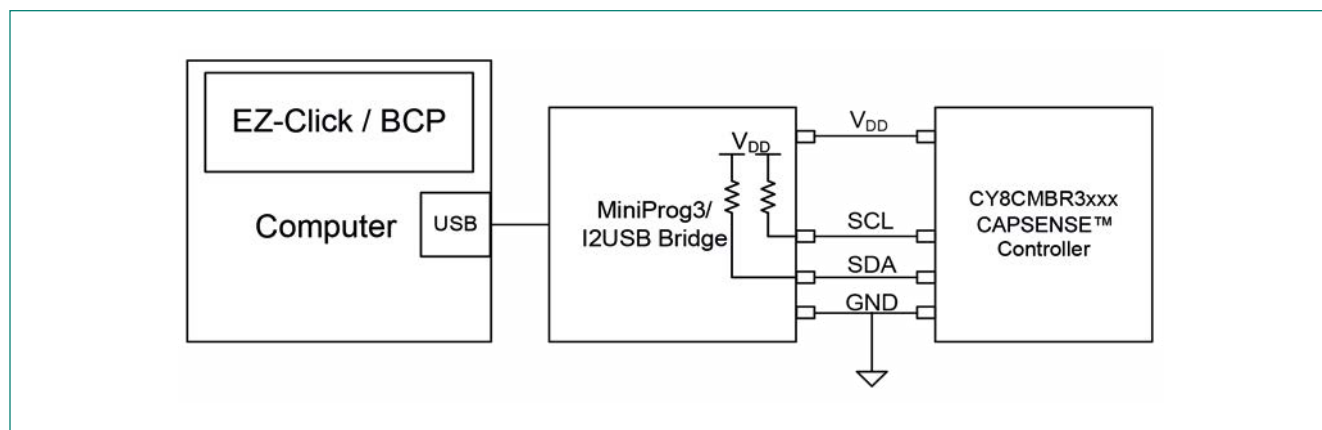 EZ-Click / BCP
Computer
USB
MiniProg3/
I2USB Bridge
VDD
VDD
SCL
SDA
GND
CY8CMBR3xxx
CAPSENSE™
Controller